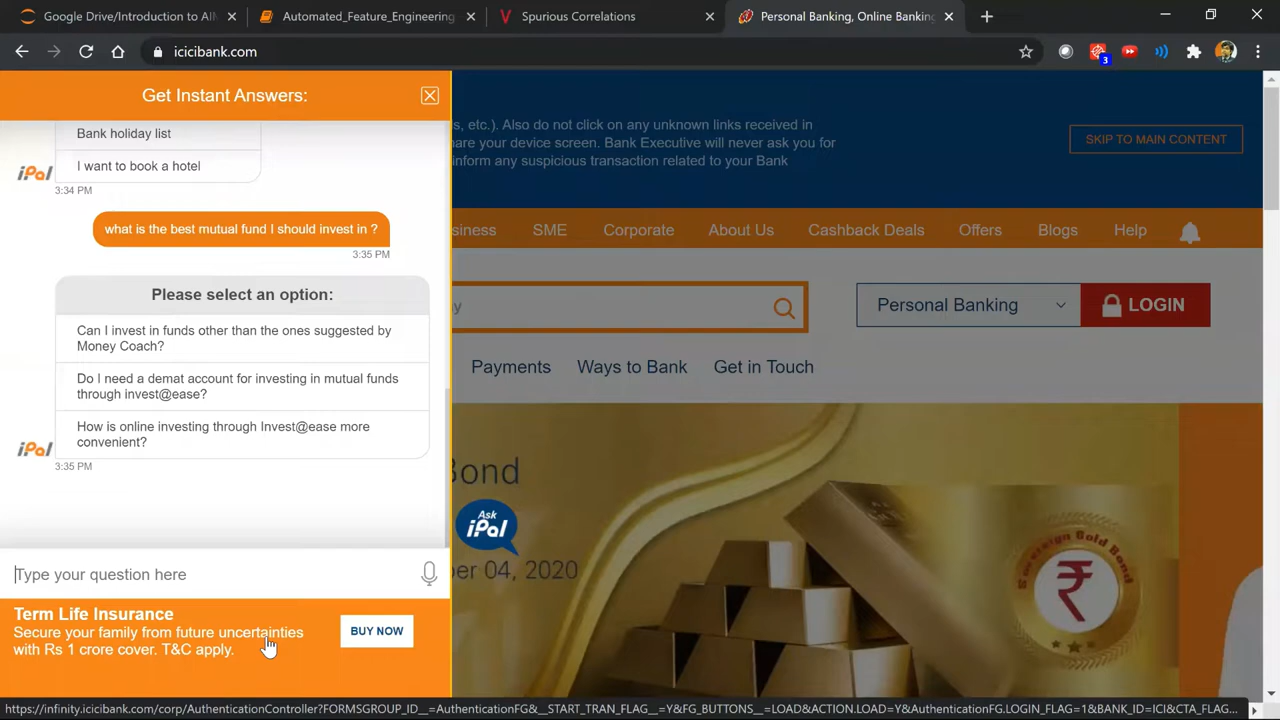 Google Drive/Introduction to AI
Automated_Feature_Engineering
Spurious Correlations
Personal Banking, Online Banking
icicibank.com
3
Get Instant Answers:
Bank holiday list
I want to book a hotel
iPal
3:34 PM
what is the best mutual fund I should invest in ?
3:35 PM
Please select an option:
Can I invest in funds other than the ones suggested by
Money Coach?
Do I need a demat account for investing in mutual funds
through invest@ease?
How is online investing through Invest@ease more
convenient?
iPal
3:35 PM
Type your question here
Term Life Insurance
Secure your family from future uncertainties
with Rs 1 crore cover. T&C apply.
BUY NOW
s, etc.). Also do not click on any unknown links received in
hare your device screen. Bank Executive will never ask you for
inform any suspicious transaction related to your Bank
SKIP TO MAIN CONTENT
usiness
SME
Corporate
About Us
Cashback Deals
Offers
Blogs
Help
Personal Banking
LOGIN
Payments
Ways to Bank
Get in Touch
Bond
Ask
iPal
er 04, 2020
Sovereign Gold Bond
₹
https://infinity.icicibank.com/corp/AuthenticationController?FORMSGROUP_ID__=AuthenticationFG&__START_TRAN_FLAG__=Y&FG_BUTTONS__=LOAD&ACTION.LOAD=Y&AuthenticationFG.LOGIN_FLAG=1&BANK_ID=ICI&CTA_FLAG...